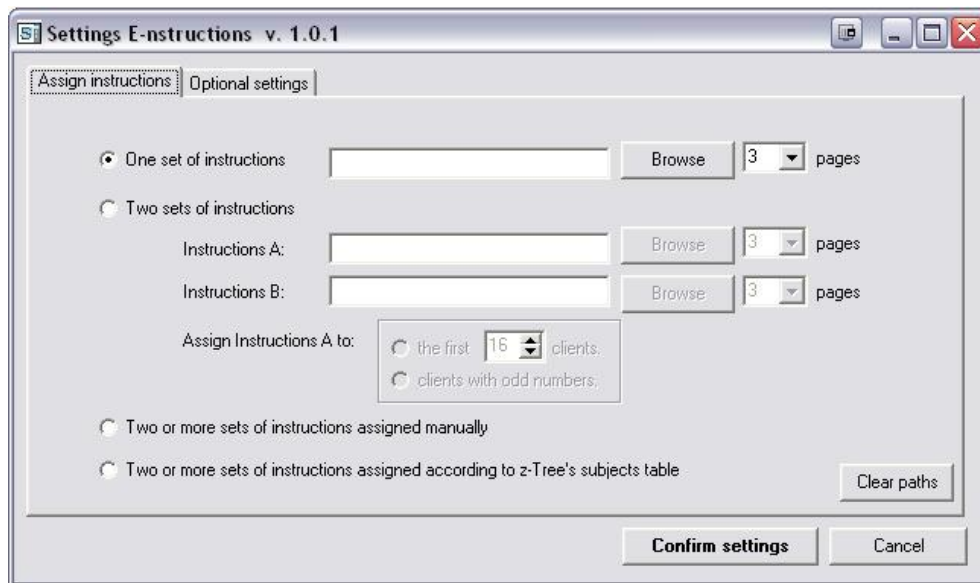 Settings E-nstructions v. 1.0.1
Assign instructions Optional settings
One set of instructions Browse 3 pages
Two sets of instructions
Instructions A: Browse 3 pages
Instructions B: Browse 3 pages
Assign Instructions A to: the first 16 clients.
clients with odd numbers.
Two or more sets of instructions assigned manually
Two or more sets of instructions assigned according to z-Tree's subjects table
Clear paths
Confirm settings Cancel